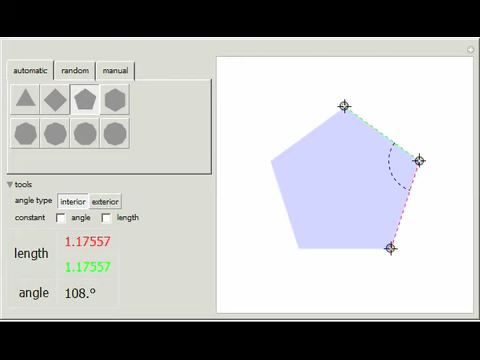 automatic random manual
tools
angle type interior exterior
constant angle length
length 1.17557
1.17557
angle 108.°